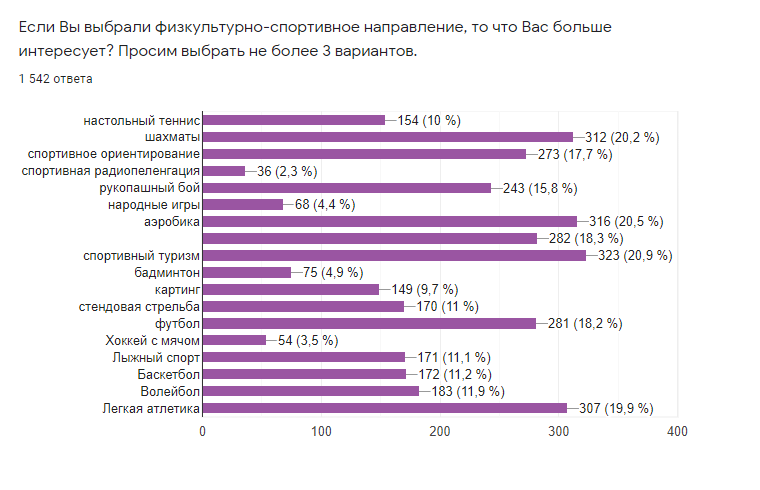 Если Вы выбрали физкультурно-спортивное направление, то что Вас больше
интересует? Просим выбрать не более 3 вариантов.
1 542 ответа
настольный теннис 154 (10 %)
шахматы 312 (20,2 %)
спортивное ориентирование 273 (17,7 %)
спортивная радиопеленгация 36 (2,3 %)
рукопашный бой 243 (15,8 %)
народные игры 68 (4,4 %)
аэробика 316 (20,5 %)
282 (18,3 %)
спортивный туризм 323 (20,9 %)
бадминтон 75 (4,9 %)
картинг 149 (9,7 %)
стендовая стрельба 170 (11 %)
футбол 281 (18,2 %)
Хоккей с мячом 54 (3,5 %)
Лыжный спорт 171 (11,1 %)
Баскетбол 172 (11,2 %)
Волейбол 183 (11,9 %)
Легкая атлетика 307 (19,9 %)
0 100 200 300 400